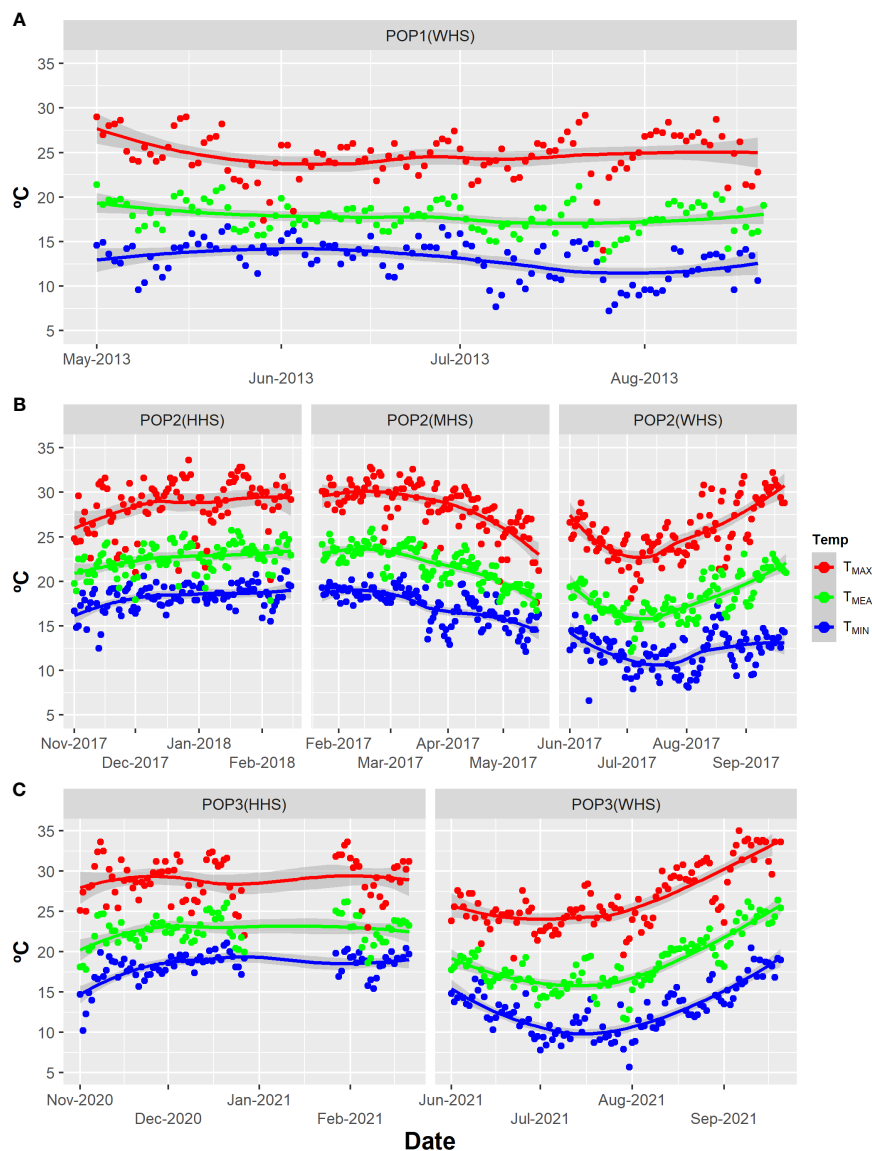 A
POP1(WHS)
35
30
25
20
15
10
5
ºC
May-2013
Jul-2013
Jun-2013
Aug-2013
B
POP2(HHS)
POP2(MHS)
POP2(WHS)
35
30
25
20
15
10
5
ºC
Nov-2017
Jan-2018
Feb-2017
Apr-2017
Jun-2017
Aug-2017
Dec-2017
Feb-2018
Mar-2017
May-2017
Jul-2017
Sep-2017
Temp
TMAX
TMEA
TMIN
C
POP3(HHS)
POP3(WHS)
35
30
25
20
15
10
5
ºC
Nov-2020
Jan-2021
Jun-2021
Aug-2021
Dec-2020
Feb-2021
Jul-2021
Sep-2021
Date